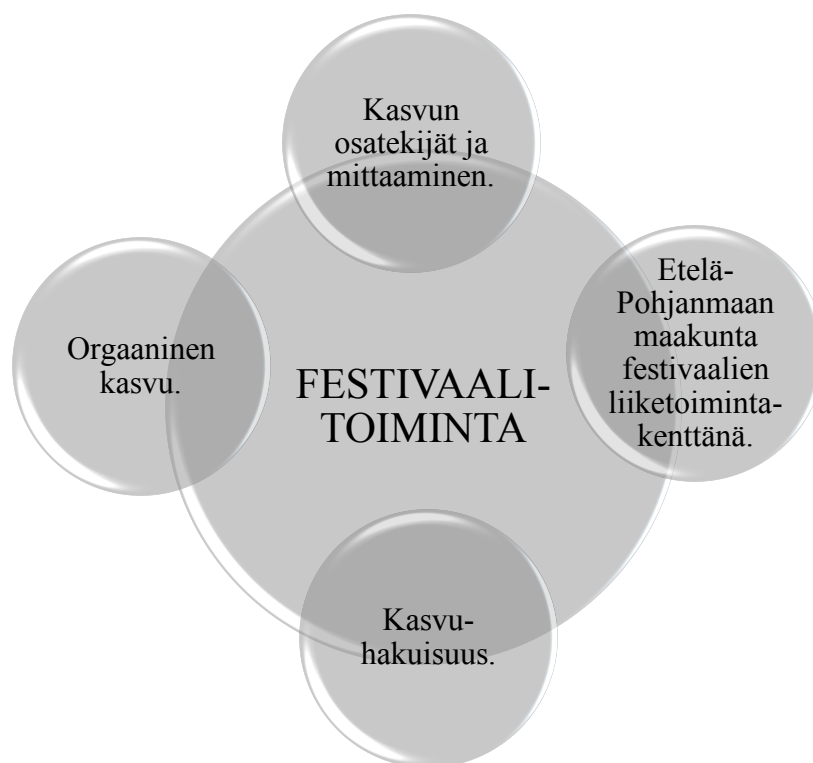 Kasvun
osatekijät ja
mittaaminen.
Etelä-
Pohjanmaan
maakunta
festivaalien
liiketoiminta-
kenttänä.
Orgaaninen
kasvu.
FESTIVAALI-
TOIMINTA
Kasvu-
hakuisuus.